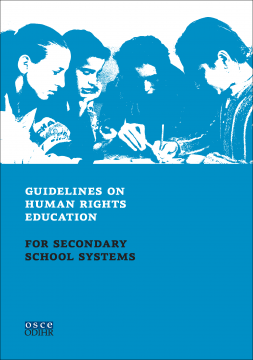 GUIDELINES ON
HUMAN RIGHTS
EDUCATION
FOR SECONDARY
SCHOOL SYSTEMS
osce
ODIHR